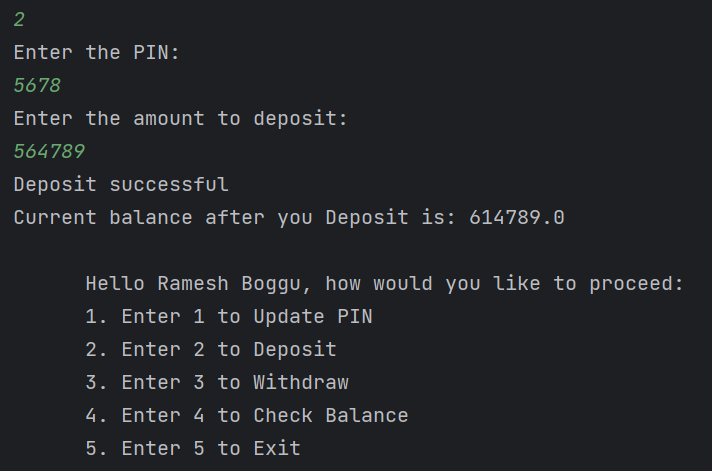 2
Enter the PIN:
5678
Enter the amount to deposit:
564789
Deposit successful
Current balance after you Deposit is: 614789.0
Hello Ramesh Boggu, how would you like to proceed:
1. Enter 1 to Update PIN
2. Enter 2 to Deposit
3. Enter 3 to Withdraw
4. Enter 4 to Check Balance
5. Enter 5 to Exit